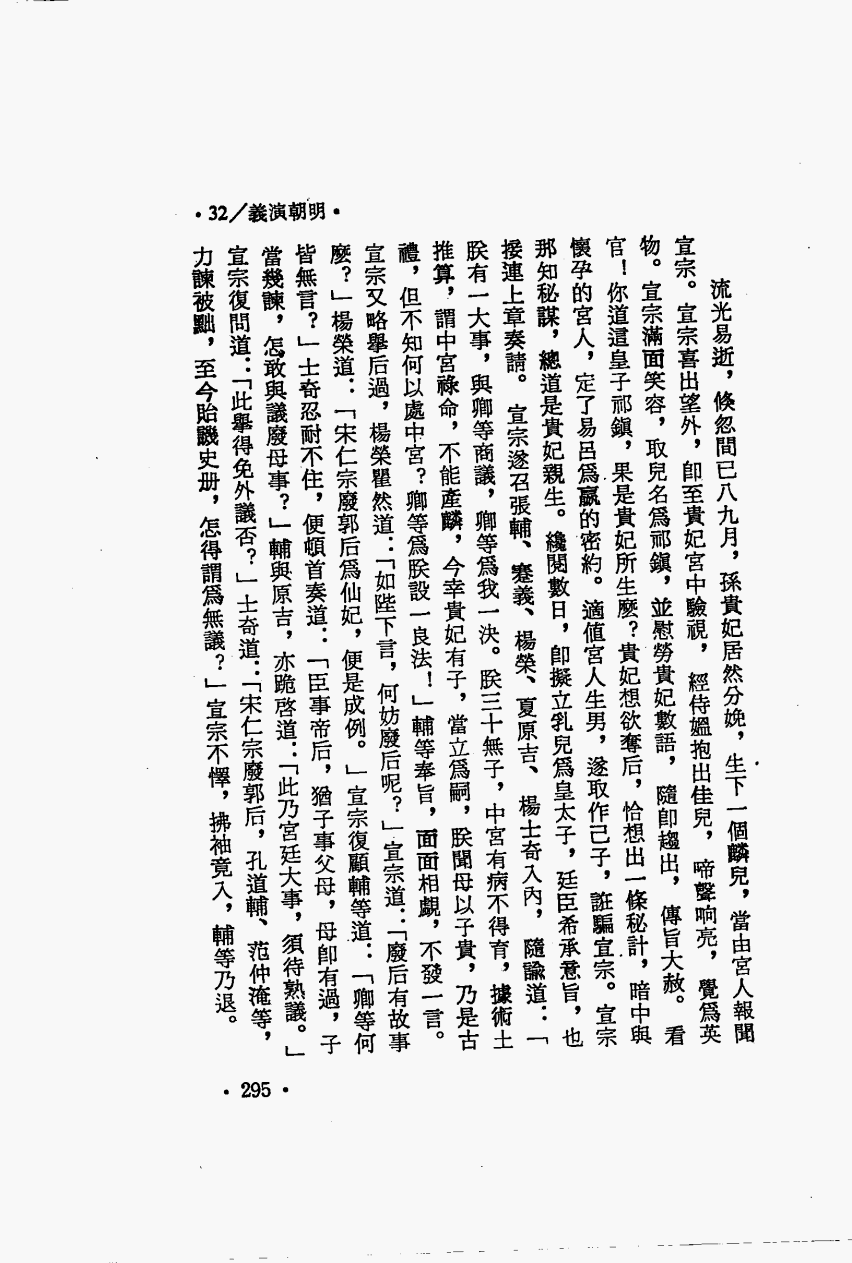 ·32/義演朝明·
流光易逝，倏忽間已八九月，孫貴妃居然分娩，生下一個麟兒，當由宮人報聞
宣宗。宣宗喜出望外，卽至貴妃宮中驗視，經侍媼抱出佳兒，啼聲响亮，覺爲英
物。宣宗滿面笑容，取兒名爲祁鎭，並慰勞貴妃數語，隨卽趨出，傳旨大赦。看
官！你道這皇子祁鎭，果是貴妃所生麼？貴妃想欲奪后，恰想出一條秘計，暗中與
懷孕的宮人，定了易呂爲嬴的密約。適值宮人生男，遂取作己子，誑騙宣宗。宣宗
那知秘謀，總道是貴妃親生。纔閱數日，卽擬立乳兒爲皇太子，廷臣希承意旨，也
接連上章奏請。宣宗遂召張輔、蹇義、楊榮、夏原吉、楊士奇入內，隨諭道：「
朕有一大事，與卿等商議，卿等爲我一決。朕三十無子，中宮有病不得育，據術士
推算，謂中宮祿命，不能產麟，今幸貴妃有子，當立爲嗣，朕聞母以子貴，乃是古
禮，但不知何以處中宮？卿等爲朕設一良法！」輔等奉旨，面面相覷，不發一言。
宣宗又略舉后過，楊榮瞿然道：「如陛下言，何妨廢后呢？」宣宗道：「廢后有故事
麼？」楊榮道：「宋仁宗廢郭后爲仙妃，便是成例。」宣宗復顧輔等道：「卿等何
皆無言？」士奇忍耐不住，便頓首奏道：「臣事帝后，猶子事父母，母卽有過，子
當幾諫，怎敢與議廢母事？」輔與原吉，亦跪啓道：「此乃宮廷大事，須待熟議。」
宣宗復問道：「此舉得免外議否？」士奇道：「宋仁宗廢郭后，孔道輔、范仲淹等，
力諫被黜，至今貽譏史册，怎得謂爲無議？」宣宗不懌，拂袖竟入，輔等乃退。
·295·